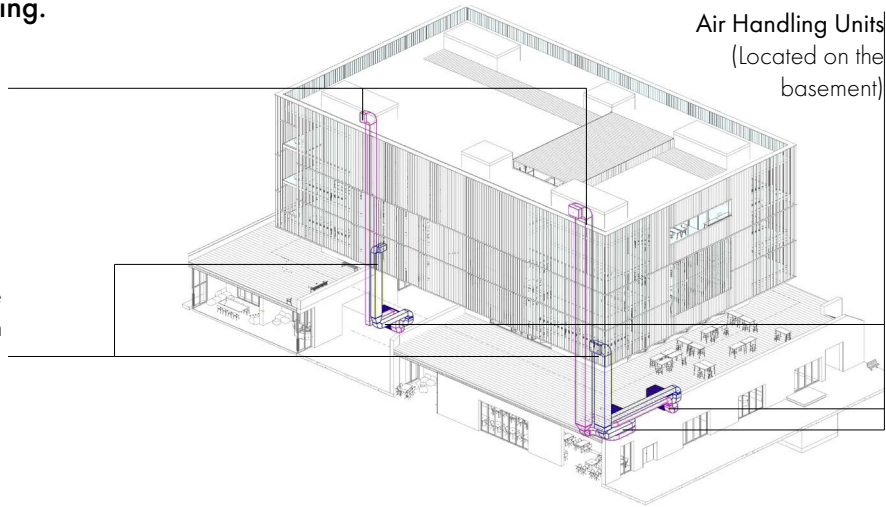 ing.
Air Handling Units
(Located on the
basement)